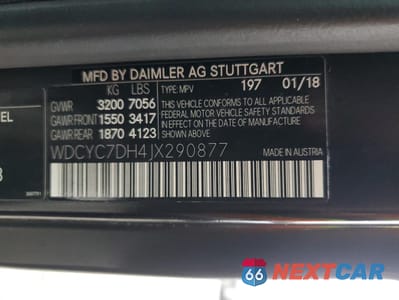 MFD BY DAIMLER AG STUTTGART
KG LBS TYPE: MPV 197 01/18
GVWR 3200 7056
GAWR FRONT 1550 3417
GAWR REAR 1870 4123
THIS VEHICLE CONFORMS TO ALL
APPLICABLE U.S. FEDERAL MOTOR
VEHICLE SAFETY STANDARDS IN
EFFECT ON THE DATE OF
MANUFACTURE SHOWN ABOVE.
WDCYC7DH4JX290877 MADE IN AUSTRIA
EL
66 NEXTCAR